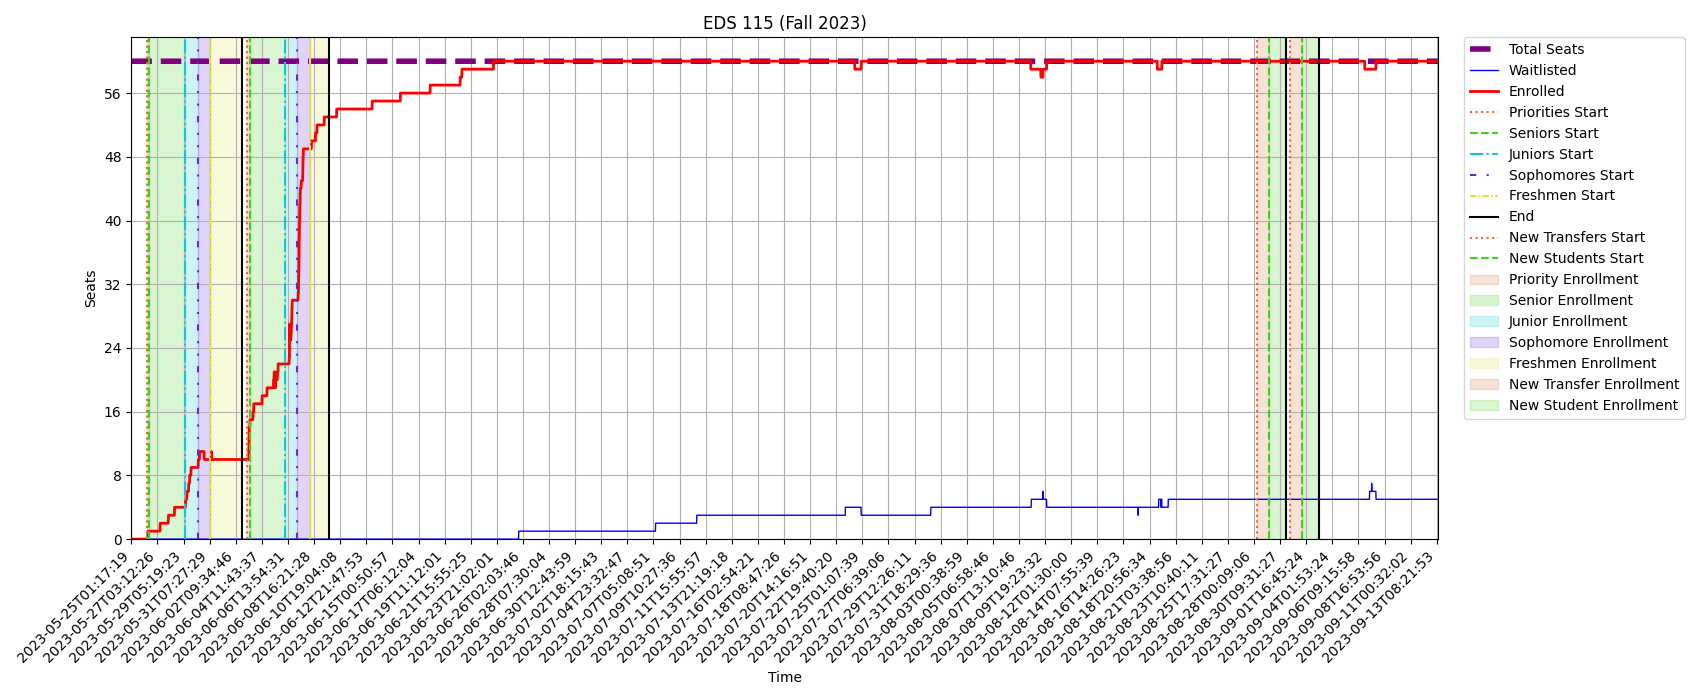 EDS 115 (Fall 2023)
Seats
56
48
40
32
24
16
8
0
2023-05-25T01:17:19
2023-05-27T03:12:26
2023-05-29T05:19:23
2023-05-31T07:27:29
2023-06-02T09:34:46
2023-06-04T11:43:37
2023-06-06T13:54:31
2023-06-08T16:21:28
2023-06-10T19:04:08
2023-06-12T21:47:53
2023-06-15T00:50:57
2023-06-17T06:12:04
2023-06-19T11:12:01
2023-06-21T15:55:25
2023-06-23T21:02:01
2023-06-26T02:03:46
2023-06-28T07:30:04
2023-06-30T12:43:59
2023-07-02T18:15:43
2023-07-04T23:32:47
2023-07-07T05:08:51
2023-07-09T10:27:36
2023-07-11T15:55:57
2023-07-13T21:19:18
2023-07-16T02:54:21
2023-07-18T08:47:26
2023-07-20T14:16:51
2023-07-22T19:40:20
2023-07-25T01:07:39
2023-07-27T06:39:06
2023-07-29T12:26:11
2023-07-31T18:29:36
2023-08-03T00:38:59
2023-08-05T06:58:46
2023-08-07T13:10:46
2023-08-09T19:23:32
2023-08-12T01:30:00
2023-08-14T07:55:39
2023-08-16T14:26:23
2023-08-18T20:56:34
2023-08-21T03:38:56
2023-08-23T10:40:11
2023-08-25T17:31:27
2023-08-28T00:09:06
2023-08-30T09:31:27
2023-09-01T16:45:24
2023-09-04T01:53:24
2023-09-06T09:15:58
2023-09-08T16:53:56
2023-09-11T00:32:02
2023-09-13T08:21:53
Time
Total Seats
Waitlisted
Enrolled
Priorities Start
Seniors Start
Juniors Start
Sophomores Start
Freshmen Start
End
New Transfers Start
New Students Start
Priority Enrollment
Senior Enrollment
Junior Enrollment
Sophomore Enrollment
Freshmen Enrollment
New Transfer Enrollment
New Student Enrollment